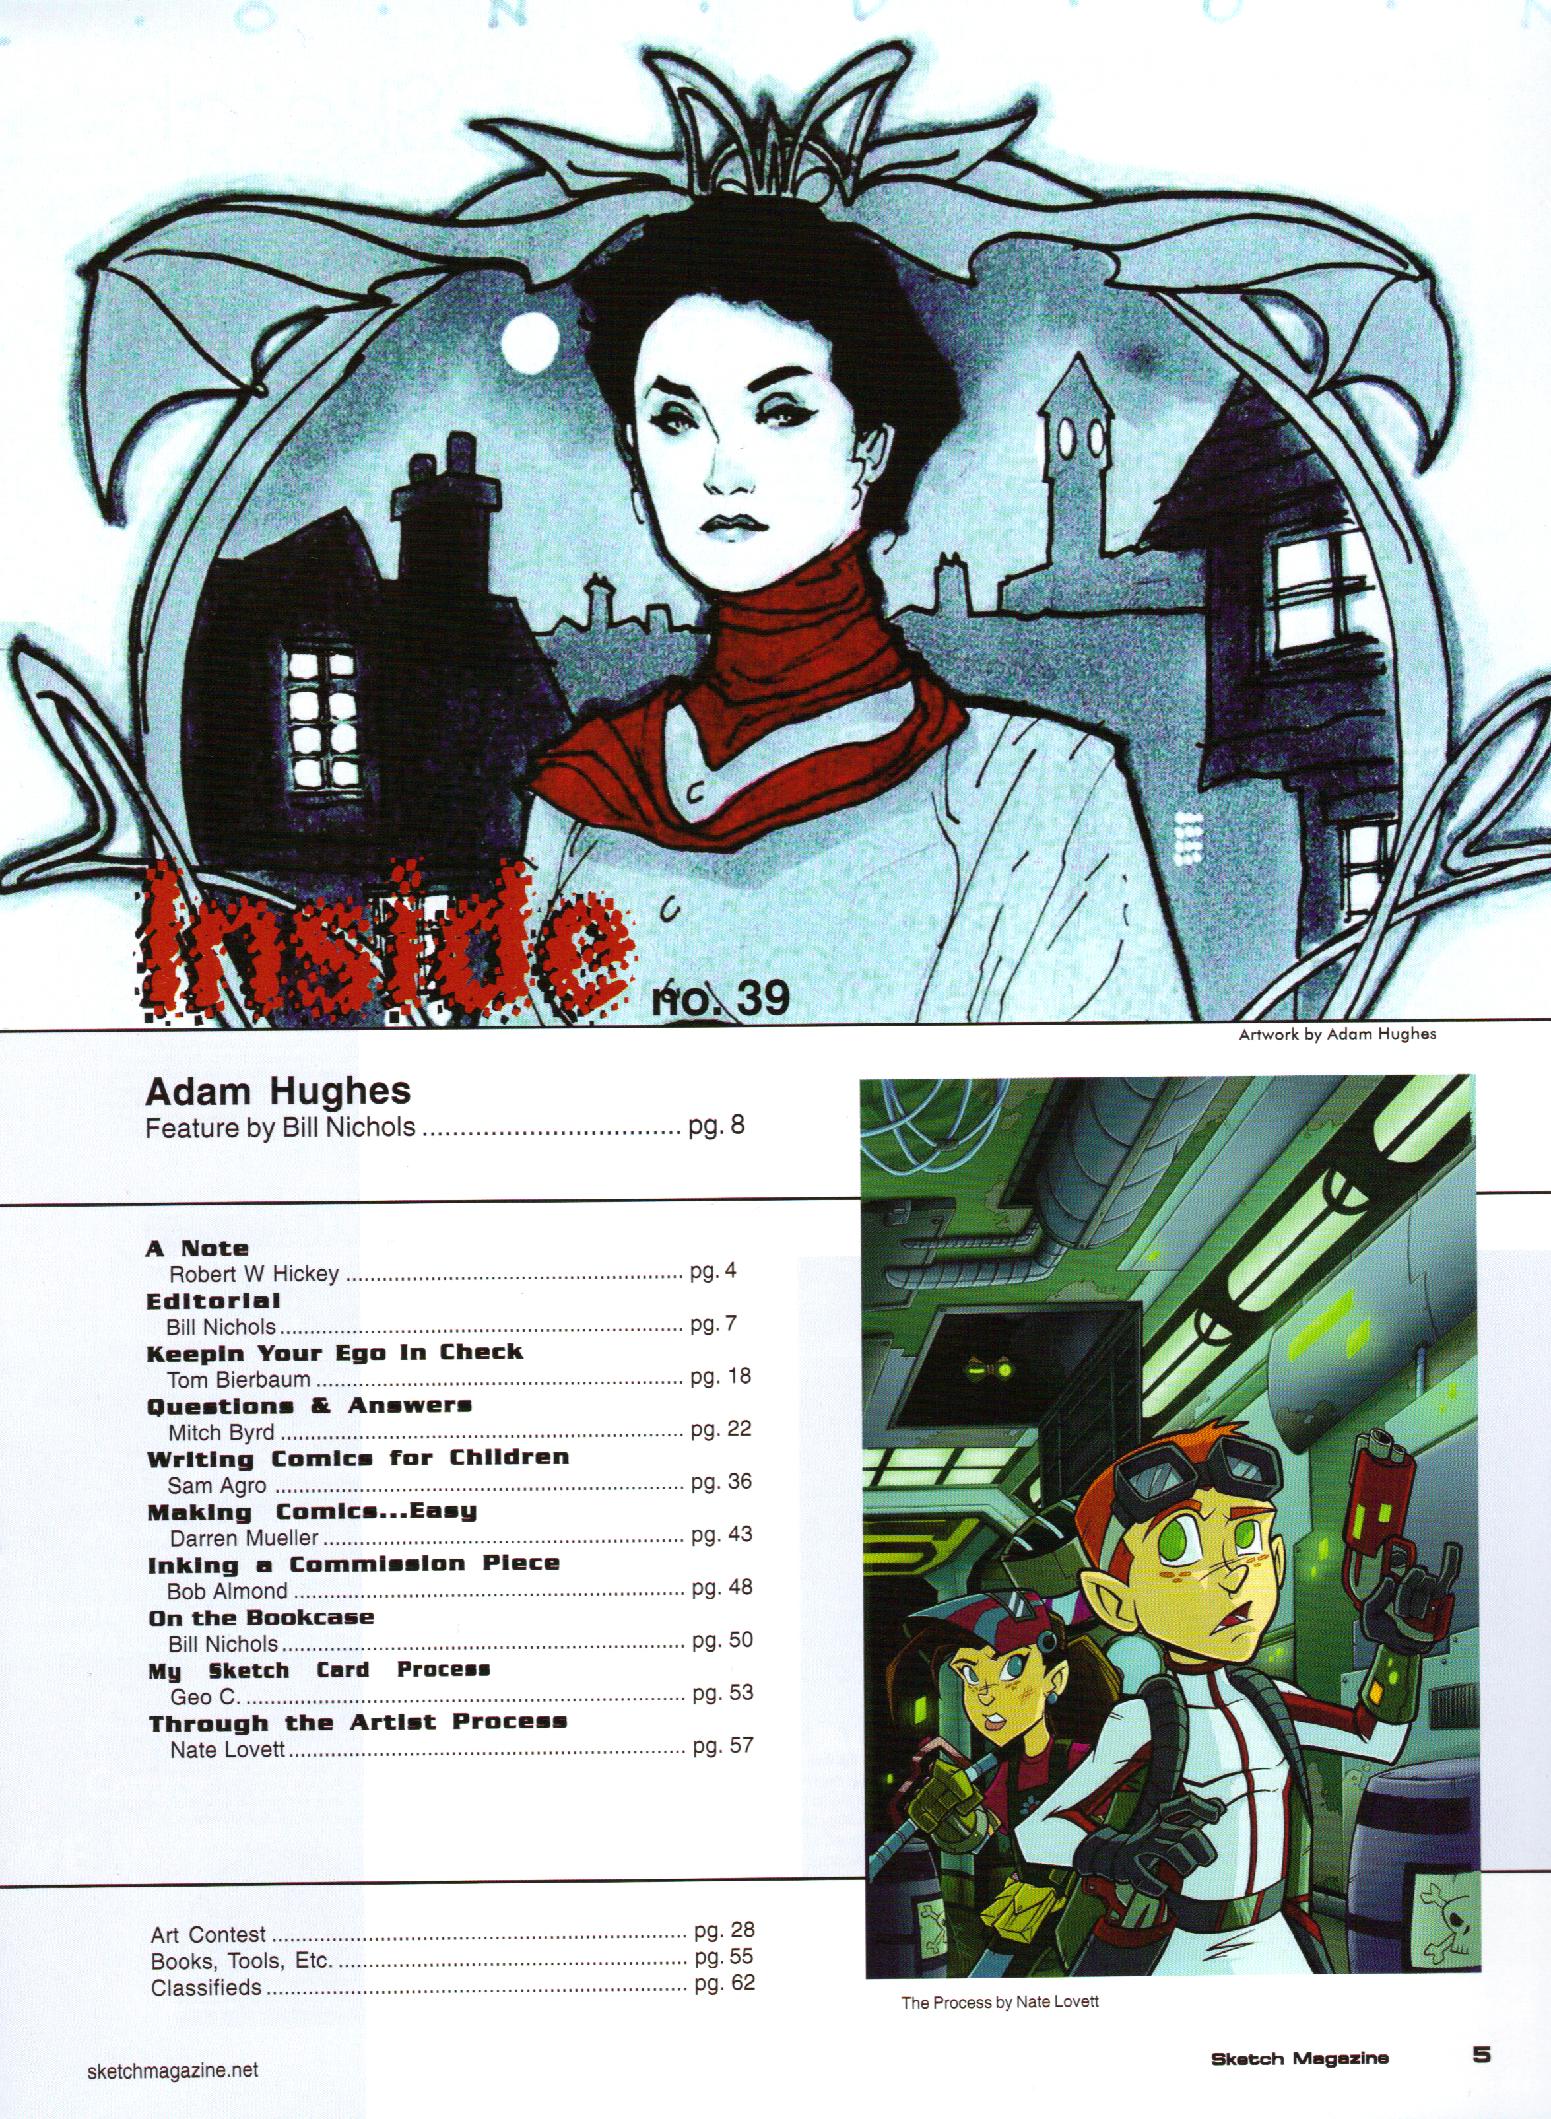 Inside no. 39
Artwork by Adam Hughes
Adam Hughes
Feature by Bill Nichols ................................. pg. 8
A Note
Robert W Hickey ....................................................... pg. 4
Editorial
Bill Nichols .................................................................. pg. 7
Keepin Your Ego In Check
Tom Bierbaum ............................................................ pg. 18
Questions & Answers
Mitch Byrd .................................................................. pg. 22
Writing Comics for Children
Sam Agro ................................................................... pg. 36
Making Comics...Easy
Darren Mueller ........................................................... pg. 43
Inking a Commission Piece
Bob Almond ................................................................ pg. 48
On the Bookcase
Bill Nichols .................................................................. pg. 50
My Sketch Card Process
Geo C. ........................................................................ pg. 53
Through the Artist Process
Nate Lovett ................................................................. pg. 57
Art Contest .................................................................... pg. 28
Books, Tools, Etc. ......................................................... pg. 55
Classifieds ..................................................................... pg. 62
The Process by Nate Lovett
sketchmagazine.net
Sketch Magazine 5